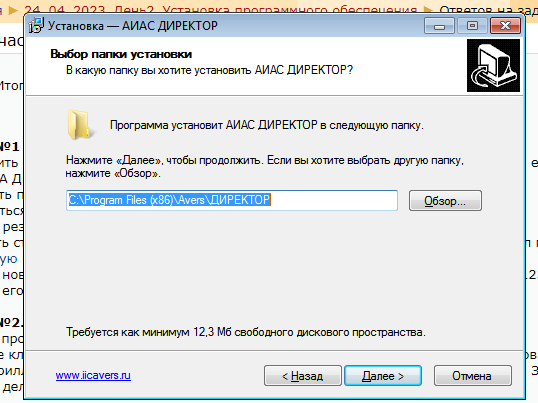 24. 04. 2023. День2. Установка программного обеспечения ▸ Ответов на зад
Установка — АИАС ДИРЕКТОР
Выбор папки установки
В какую папку вы хотите установить АИАС ДИРЕКТОР?
Программа установит АИАС ДИРЕКТОР в следующую папку.
Нажмите «Далее», чтобы продолжить. Если вы хотите выбрать другую папку,
нажмите «Обзор».
C:\Program Files (x86)\Avers\ДИРЕКТОР
Обзор...
Требуется как минимум 12,3 Мб свободного дискового пространства.
www.iicavers.ru
< Назад
Далее >
Отмена
№1
№2.